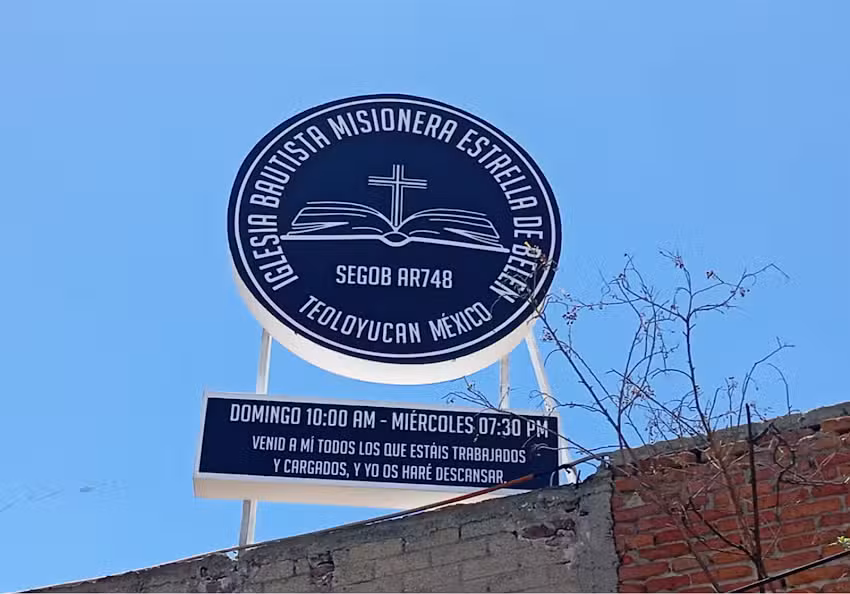 IGLESIA BAUTISTA MISIONERA ESTRELLA DE BELEN
SEGOB AR748
TEOLOYUCAN MÉXICO
DOMINGO 10:00 AM - MIÉRCOLES 07:30 PM
VENID A MÍ TODOS LOS QUE ESTÁIS TRABAJADOS
Y CARGADOS, Y YO OS HARÉ DESCANSAR.